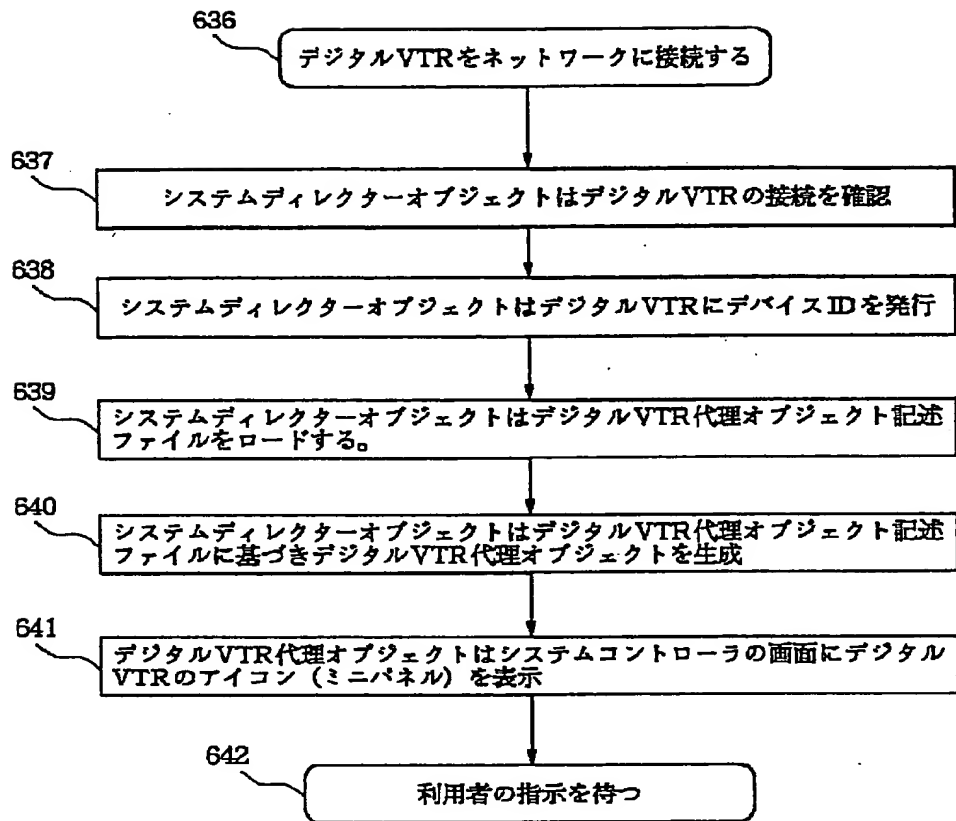 636
デジタルVTRをネットワークに接続する
637
システムディレクターオブジェクトはデジタルVTRの接続を確認
638
システムディレクターオブジェクトはデジタルVTRにデバイスIDを発行
639
システムディレクターオブジェクトはデジタルVTR代理オブジェクト記述
ファイルをロードする。
640
システムディレクターオブジェクトはデジタルVTR代理オブジェクト記述
ファイルに基づきデジタルVTR代理オブジェクトを生成
641
デジタルVTR代理オブジェクトはシステムコントローラの画面にデジタル
VTRのアイコン（ミニパネル）を表示
642
利用者の指示を待つ